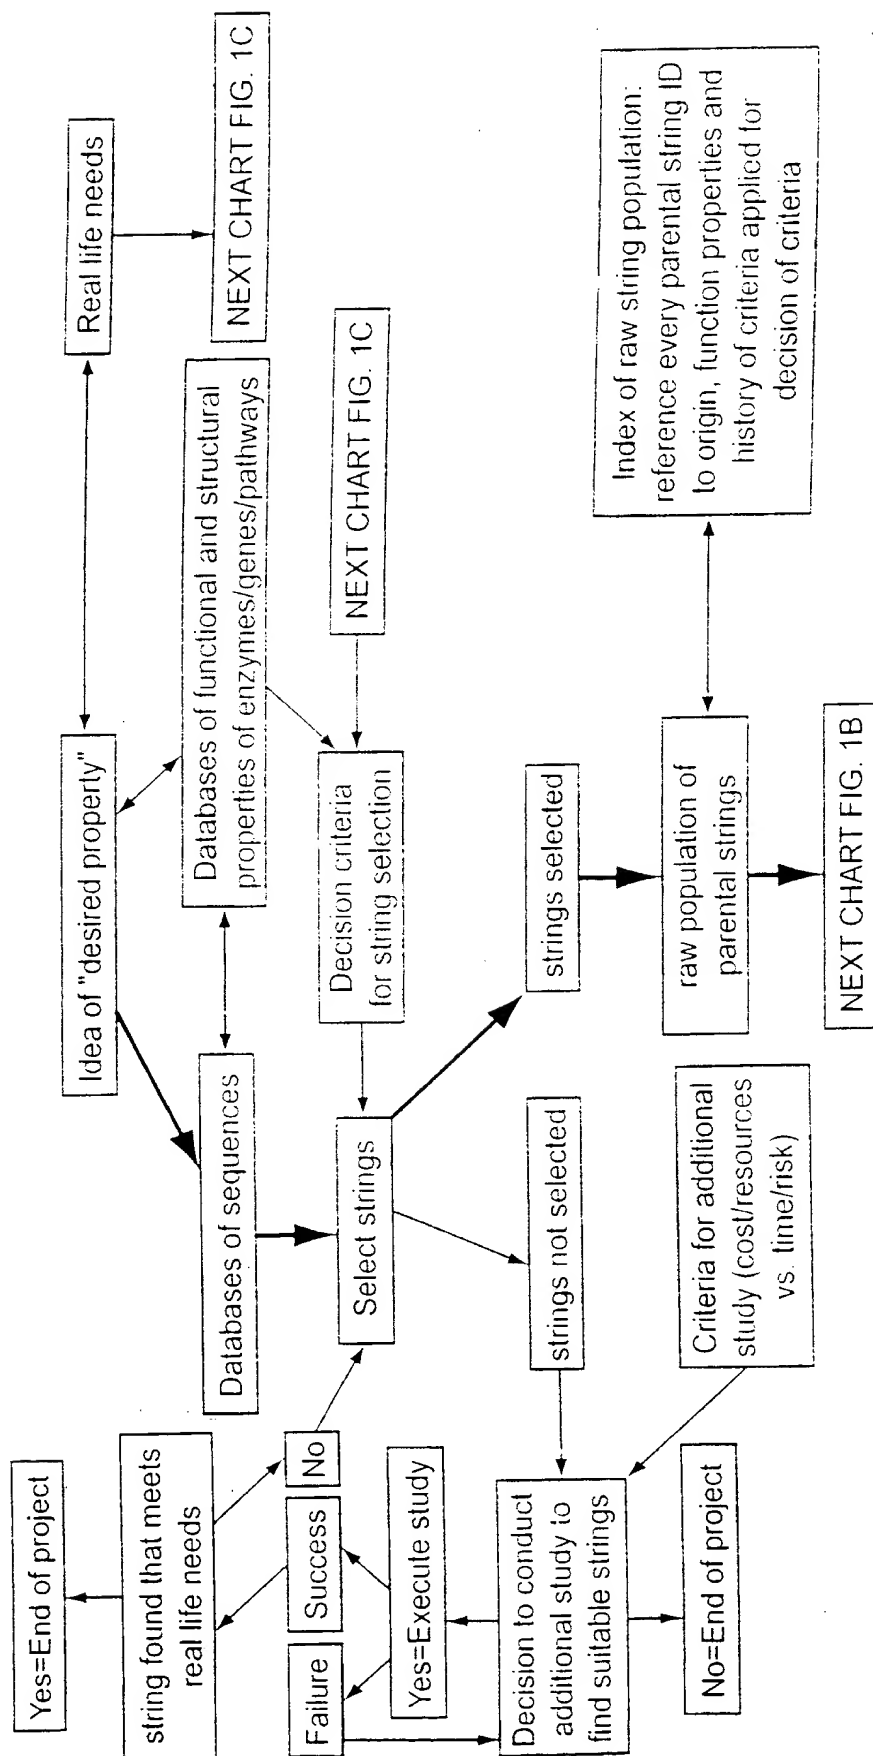 Yes=End of project
string found that meets
real life needs
No
Success
Failure
Yes=Execute study
Decision to conduct
additional study to
find suitable strings
No=End of project
Idea of "desired property"
Real life needs
NEXT CHART FIG. 1C
Databases of sequences
Databases of functional and structural
properties of enzymes/genes/pathways
Select strings
Decision criteria
for string selection
NEXT CHART FIG. 1C
strings not selected
strings selected
Criteria for additional
study (cost/resources
vs. time/risk)
raw population of
parental strings
NEXT CHART FIG. 1B
Index of raw string population:
reference every parental string ID
to origin, function properties and
history of criteria applied for
decision of criteria